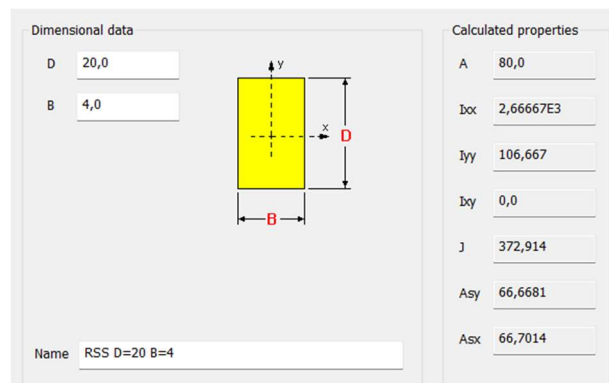 Dimensional data
D 20,0
B 4,0
y
x
D
B
Name RSS D=20 B=4
Calculated properties
A 80,0
Ixx 2,66667E3
Iyy 106,667
Ixy 0,0
J 372,914
Asy 66,6681
Asx 66,7014